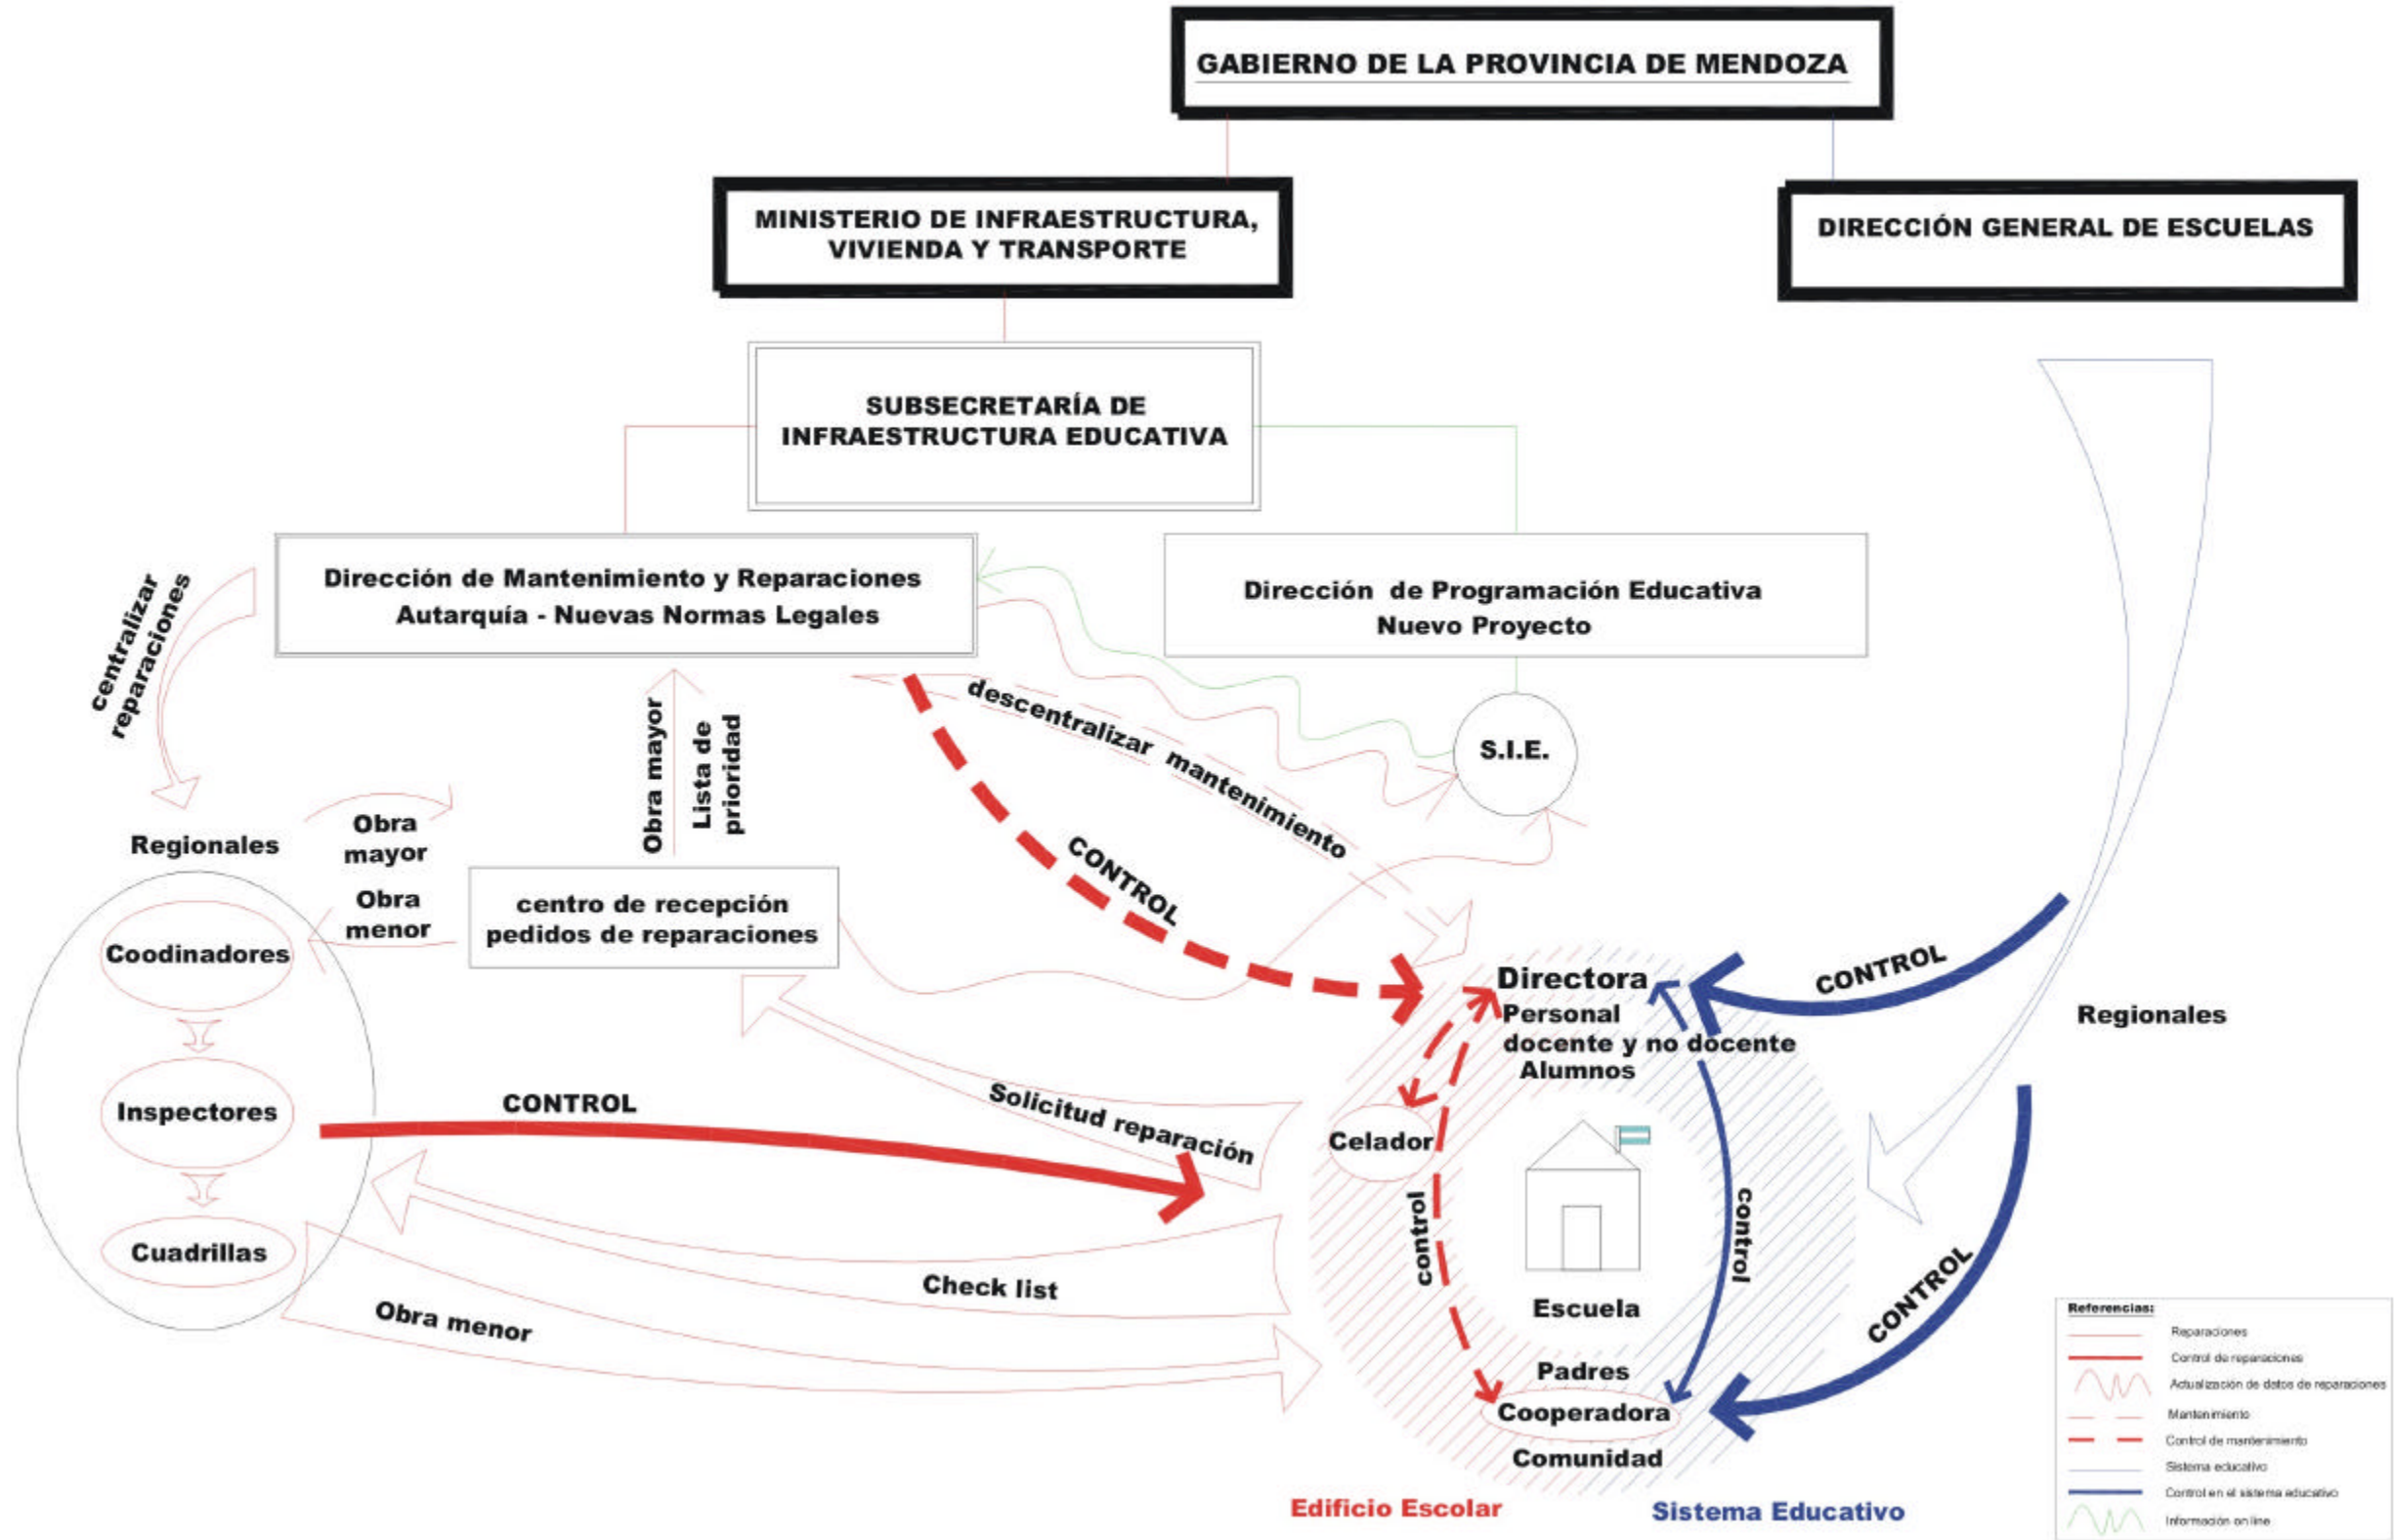 GABIERNO DE LA PROVINCIA DE MENDOZA
MINISTERIO DE INFRAESTRUCTURA,
VIVIENDA Y TRANSPORTE
DIRECCIÓN GENERAL DE ESCUELAS
SUBSECRETARÍA DE
INFRAESTRUCTURA EDUCATIVA
Dirección de Mantenimiento y Reparaciones
Autarquía - Nuevas Normas Legales
Dirección de Programación Educativa
Nuevo Proyecto
centralizar
reparaciones
descentralizar mantenimiento
S.I.E.
Obra mayor
Lista de
prioridad
Regionales
Obra
mayor
Obra
menor
centro de recepción
pedidos de reparaciones
CONTROL
Coodinadores
Inspectores
Cuadrillas
CONTROL
Solicitud reparación
Check list
Obra menor
Directora
Personal
docente y no docente
Alumnos
Celador
control
control
Escuela
Padres
Cooperadora
Comunidad
CONTROL
Regionales
CONTROL
Edificio Escolar
Sistema Educativo
Referencias:
Reparaciones
Control de reparaciones
Actualización de datos de reparaciones
Mantenimiento
Control de mantenimiento
Sistema educativo
Control en el sistema educativo
Información on line